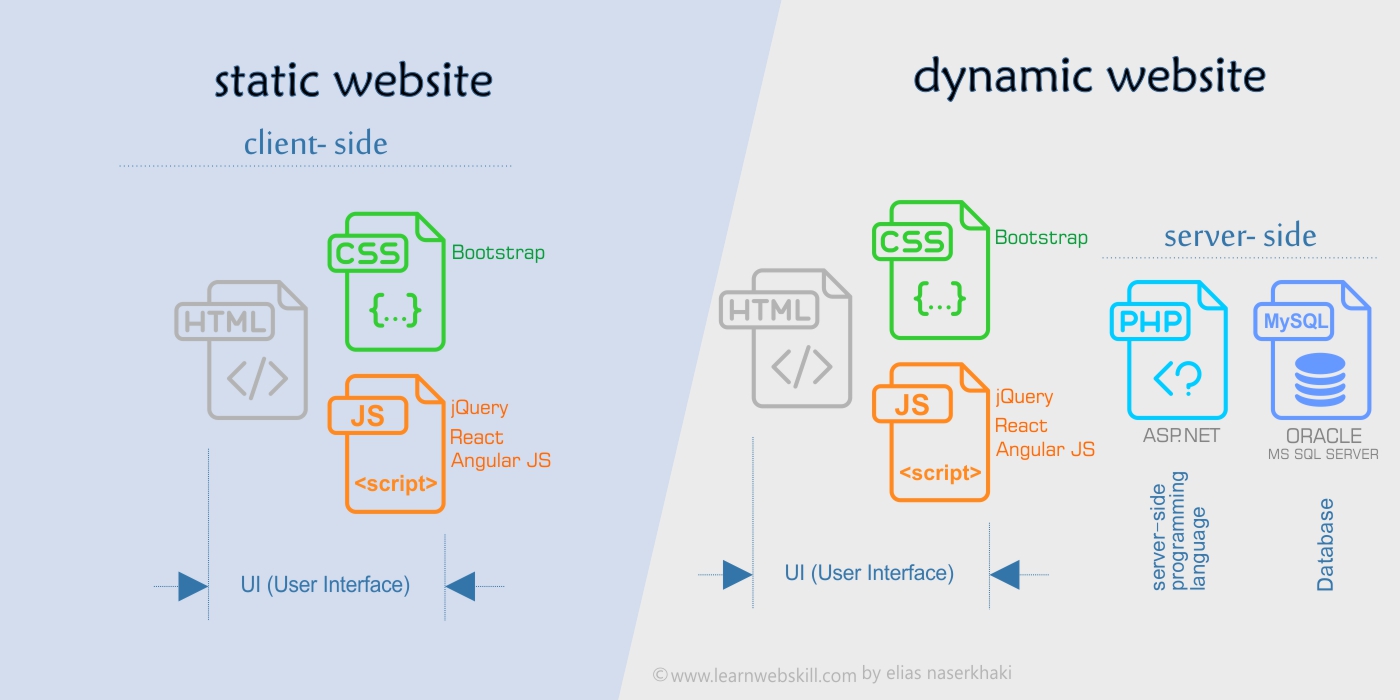 static website
client- side
CSS
Bootstrap
{...}
HTML
</>
JS
jQuery
React
Angular JS
<script>
UI (User Interface)
dynamic website
CSS
Bootstrap
{...}
HTML
</>
JS
jQuery
React
Angular JS
<script>
UI (User Interface)
server- side
PHP
<?
ASP.NET
server-side
programming
language
MySQL
ORACLE
MS SQL SERVER
Database
©www.learnwebskill.com by elias naserkhaki